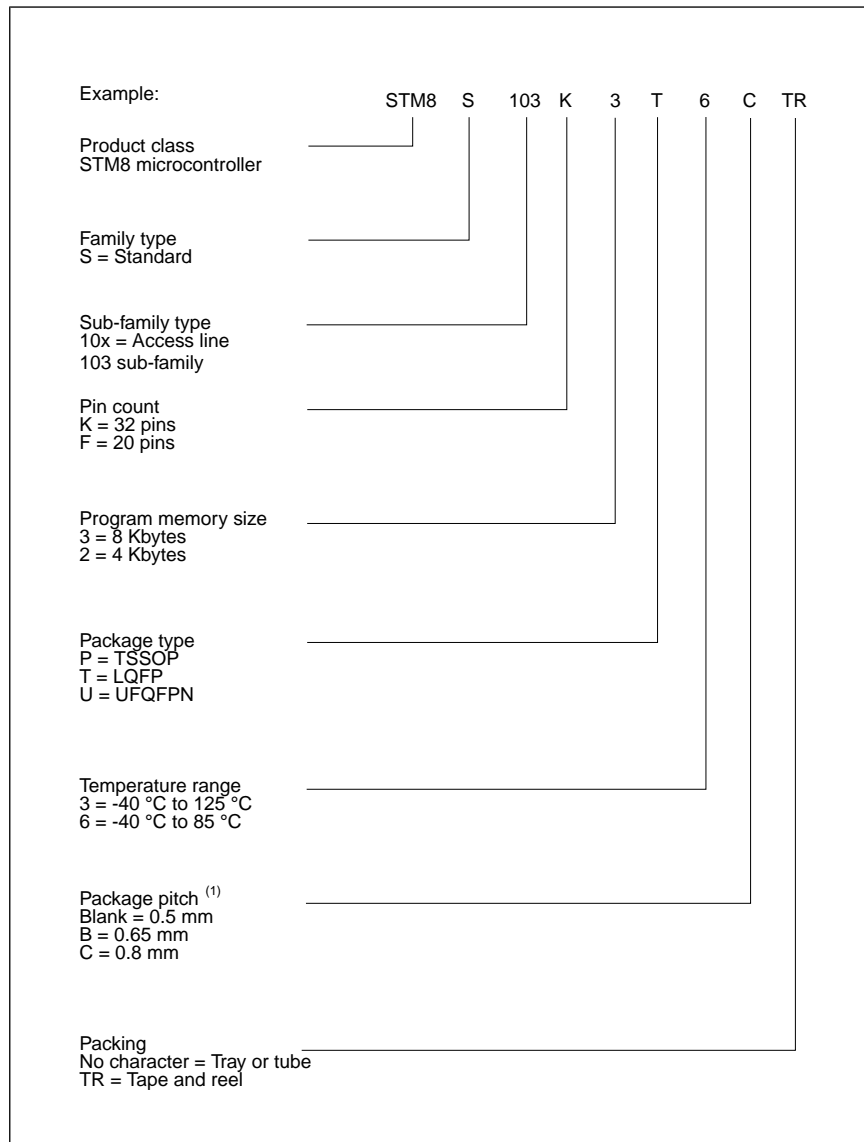 Example:
STM8 S 103 K 3 T 6 C TR
Product class
STM8 microcontroller
Family type
S = Standard
Sub-family type
10x = Access line
103 sub-family
Pin count
K = 32 pins
F = 20 pins
Program memory size
3 = 8 Kbytes
2 = 4 Kbytes
Package type
P = TSSOP
T = LQFP
U = UFQFPN
Temperature range
3 = -40 °C to 125 °C
6 = -40 °C to 85 °C
Package pitch (1)
Blank = 0.5 mm
B = 0.65 mm
C = 0.8 mm
Packing
No character = Tray or tube
TR = Tape and reel